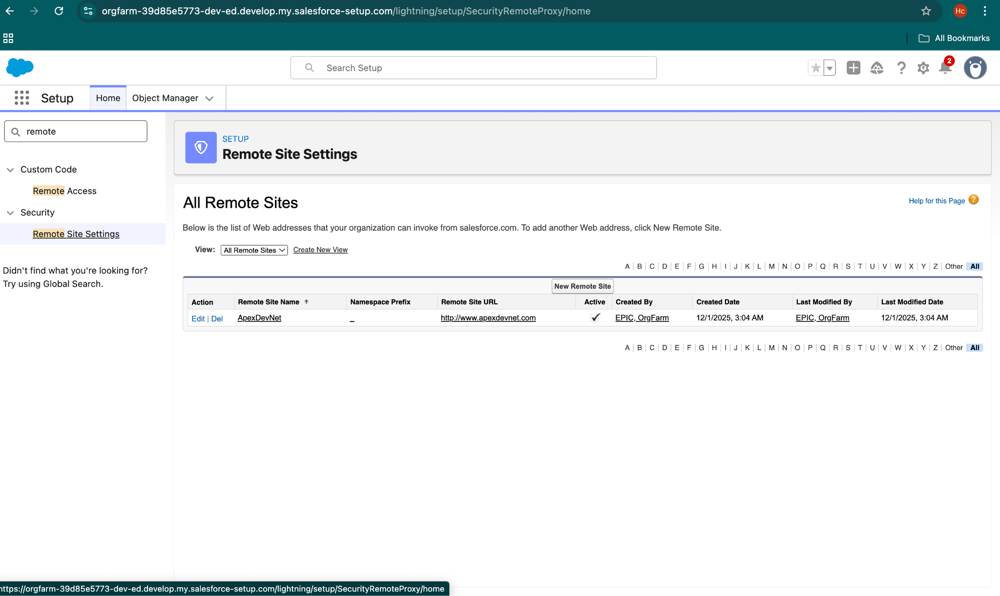 orgfarm-39d85e5773-dev-ed.develop.my.salesforce-setup.com/lightning/setup/SecurityRemoteProxy/home
Hc
All Bookmarks
Search Setup
2
Setup
Home
Object Manager
remote
SETUP
Remote Site Settings
Custom Code
Remote Access
Security
Remote Site Settings
Didn't find what you're looking for?
Try using Global Search.
All Remote Sites
Help for this Page ?
Below is the list of Web addresses that your organization can invoke from salesforce.com. To add another Web address, click New Remote Site.
View: All Remote Sites Create New View
A | B | C | D | E | F | G | H | I | J | K | L | M | N | O | P | Q | R | S | T | U | V | W | X | Y | Z | Other | All
New Remote Site
Action Remote Site Name ↑ Namespace Prefix Remote Site URL Active Created By Created Date Last Modified By Last Modified Date
Edit | Del ApexDevNet _ http://www.apexdevnet.com EPIC, OrgFarm 12/1/2025, 3:04 AM EPIC, OrgFarm 12/1/2025, 3:04 AM
A | B | C | D | E | F | G | H | I | J | K | L | M | N | O | P | Q | R | S | T | U | V | W | X | Y | Z | Other | All
https://orgfarm-39d85e5773-dev-ed.develop.my.salesforce-setup.com/lightning/setup/SecurityRemoteProxy/home